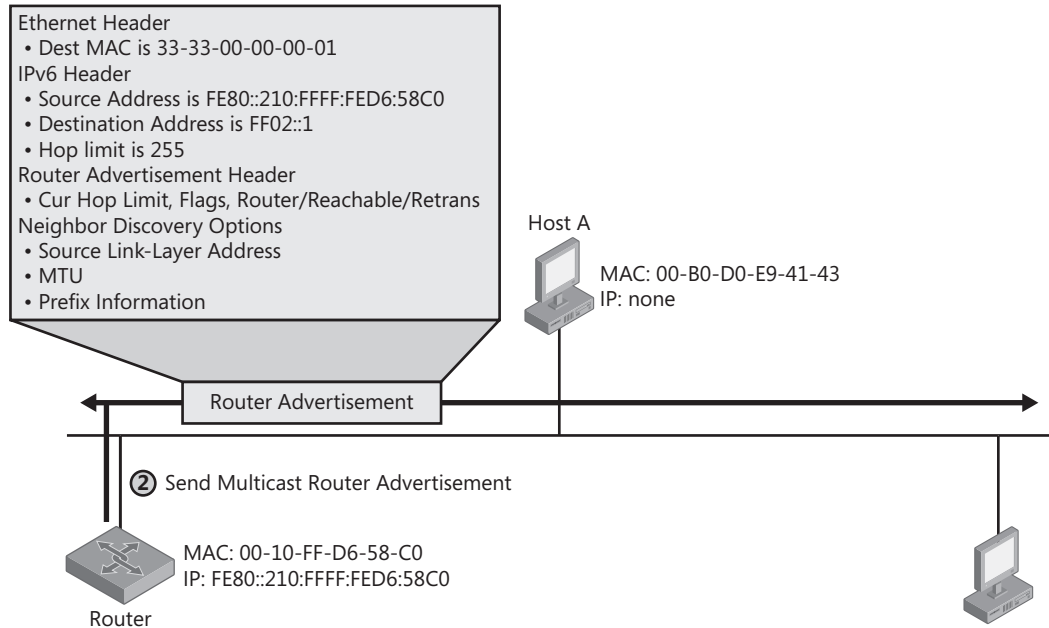 Ethernet Header
• Dest MAC is 33-33-00-00-00-01
IPv6 Header
• Source Address is FE80::210:FFFF:FED6:58C0
• Destination Address is FF02::1
• Hop limit is 255
Router Advertisement Header
• Cur Hop Limit, Flags, Router/Reachable/Retrans
Neighbor Discovery Options
• Source Link-Layer Address
• MTU
• Prefix Information
Host A
MAC: 00-B0-D0-E9-41-43
IP: none
Router Advertisement
2 Send Multicast Router Advertisement
MAC: 00-10-FF-D6-58-C0
IP: FE80::210:FFFF:FED6:58C0
Router